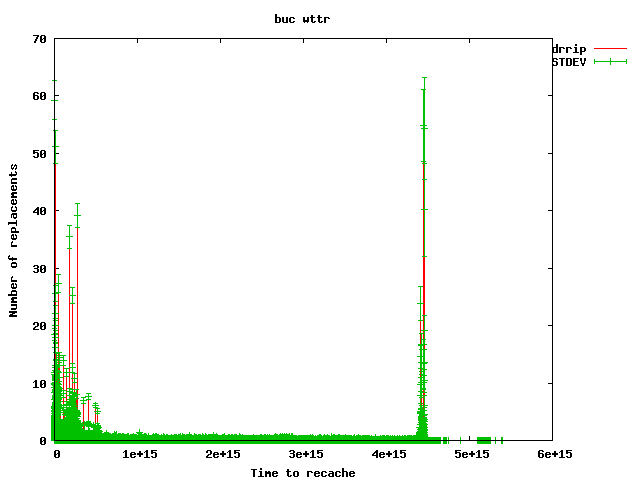 buc wttr
drrip
STDEV
Number of replacements
70
60
50
40
30
20
10
0
0 1e+15 2e+15 3e+15 4e+15 5e+15 6e+15
Time to recache